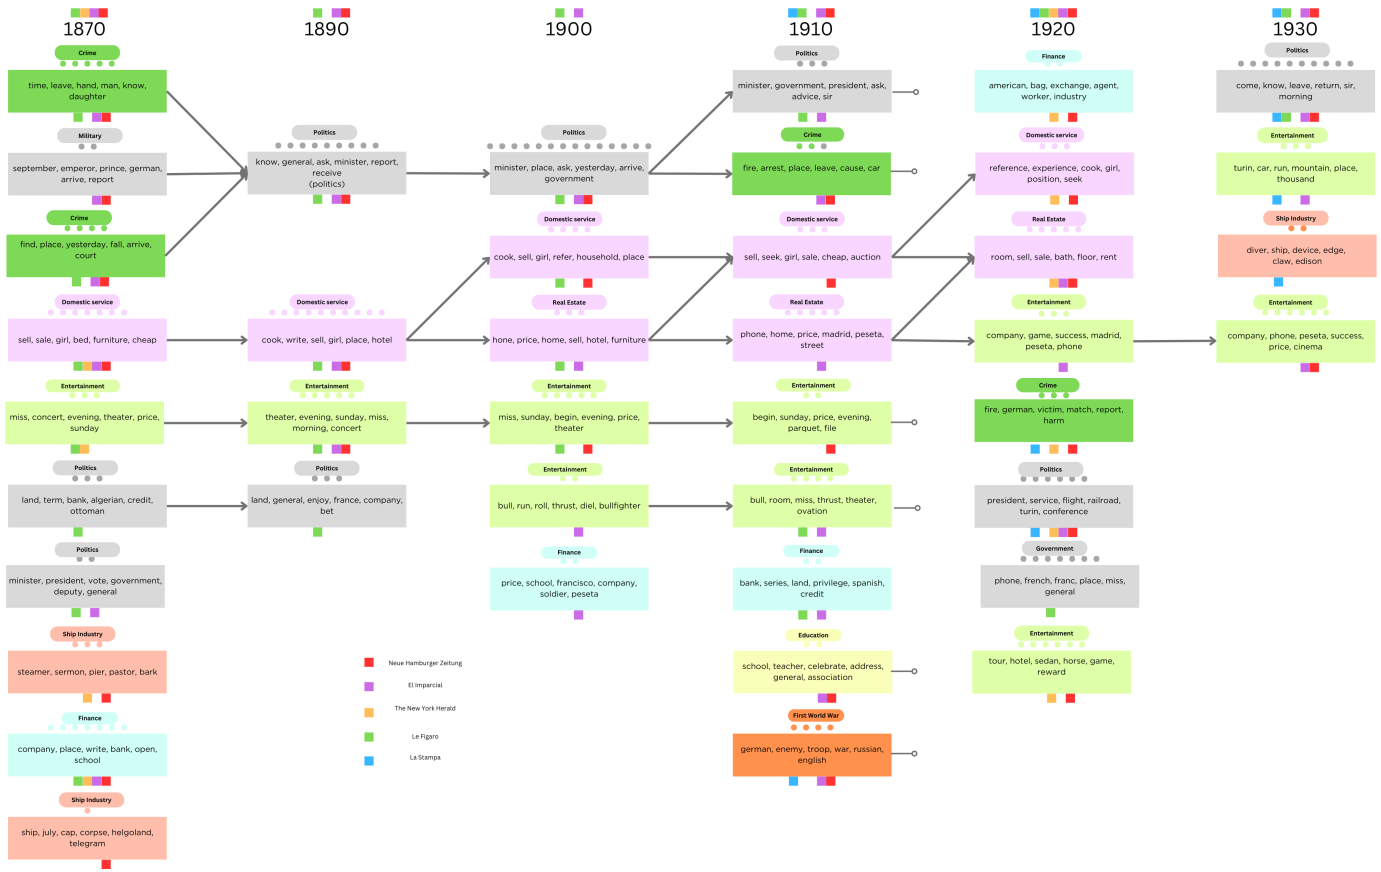 1870
Crime
time, leave, hand, man, know,
daughter
Military
september, emperor, prince, german,
arrive, report
Crime
find, place, yesterday, fall, arrive,
court
Domestic service
sell, sale, girl, bed, furniture, cheap
Entertainment
miss, concert, evening, theater, price,
sunday
Politics
land, term, bank, algerian, credit,
ottoman
Politics
minister, president, vote, government,
deputy, general
Ship Industry
steamer, sermon, pier, pastor, bark
Finance
company, place, write, bank, open,
school
Ship Industry
ship, july, cap, corpse, helgoland,
telegram
1890
Politics
know, general, ask, minister, report,
receive
(politics)
Domestic service
cook, write, sell, girl, place, hotel
Entertainment
theater, evening, sunday, miss,
morning, concert
Politics
land, general, enjoy, france, company,
bet
1900
Politics
minister, place, ask, yesterday, arrive,
government
Domestic service
cook, sell, girl, refer, household, place
Real Estate
hone, price, home, sell, hotel, furniture
Entertainment
miss, sunday, begin, evening, price,
theater
Entertainment
bull, run, roll, thrust, diel, bullfighter
Finance
price, school, francisco, company,
soldier, peseta
1910
Politics
minister, government, president, ask,
advice, sir
Crime
fire, arrest, place, leave, cause, car
Domestic service
sell, seek, girl, sale, cheap, auction
Real Estate
phone, home, price, madrid, peseta,
street
Entertainment
begin, sunday, price, evening,
parquet, file
Entertainment
bull, room, miss, thrust, theater,
ovation
Finance
bank, series, land, privilege, spanish,
credit
Education
school, teacher, celebrate, address,
general, association
First World War
german, enemy, troop, war, russian,
english
1920
Finance
american, bag, exchange, agent,
worker, industry
Domestic service
reference, experience, cook, girl,
position, seek
Real Estate
room, sell, sale, bath, floor, rent
Entertainment
company, game, success, madrid,
peseta, phone
Crime
fire, german, victim, match, report,
harm
Politics
president, service, flight, railroad,
turin, conference
Government
phone, french, franc, place, miss,
general
Entertainment
tour, hotel, sedan, horse, game,
reward
1930
Politics
come, know, leave, return, sir,
morning
Entertainment
turin, car, run, mountain, place,
thousand
Ship Industry
diver, ship, device, edge,
claw, edison
Entertainment
company, phone, peseta, success,
price, cinema
Neue Hamburger Zeitung
El Imparcial
The New York Herald
Le Figaro
La Stampa